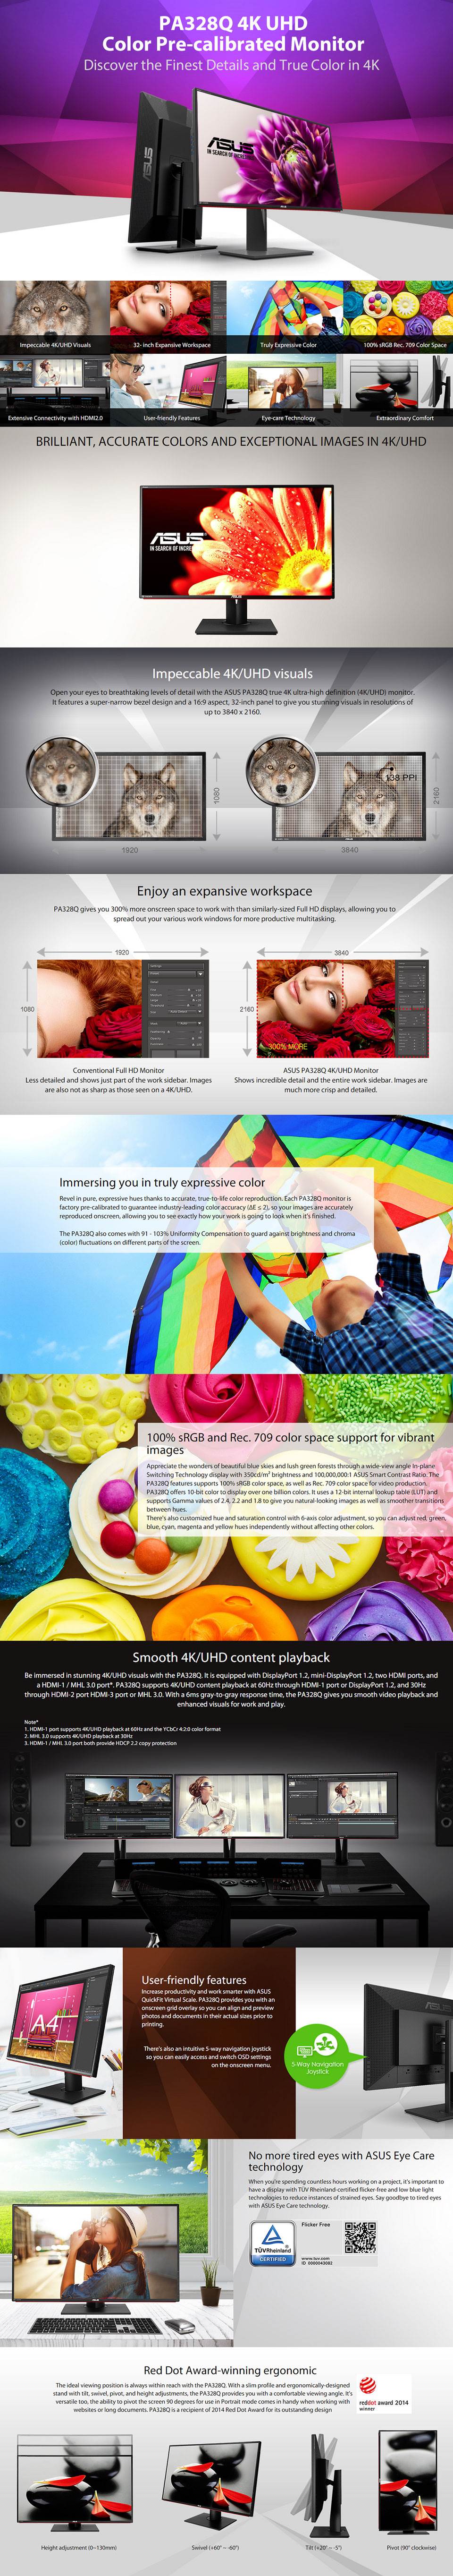 PA328Q 4K UHD
Color Pre-calibrated Monitor
Discover the Finest Details and True Color in 4K
ASUS
ASUS
IN SEARCH OF INCREDIBLE
Impeccable 4K/UHD Visuals
32- inch Expansive Workspace
Truly Expressive Color
100% sRGB Rec. 709 Color Space
Extensive Connectivity with HDMI2.0
User-friendly Features
Eye-care Technology
Extraordinary Comfort
BRILLIANT, ACCURATE COLORS AND EXCEPTIONAL IMAGES IN 4K/UHD
ASUS
IN SEARCH OF INCRE
Impeccable 4K/UHD visuals
Open your eyes to breathtaking levels of detail with the ASUS PA328Q true 4K ultra-high definition (4K/UHD) monitor.
It features a super-narrow bezel design and a 16:9 aspect, 32-inch panel to give you stunning visuals in resolutions of
up to 3840 x 2160.
138 PPI
1080
2160
1920
3840
Enjoy an expansive workspace
PA328Q gives you 300% more onscreen space to work with than similarly-sized Full HD displays, allowing you to
spread out your various work windows for more productive multitasking.
1920
3840
1080
2160
300% MORE
Conventional Full HD Monitor
Less detailed and shows just part of the work sidebar. Images
are also not as sharp as those seen on a 4K/UHD.
ASUS PA328Q 4K/UHD Monitor
Shows incredible detail and the entire work sidebar. Images are
much more crisp and detailed.
Immersing you in truly expressive color
Revel in pure, expressive hues thanks to accurate, true-to-life color reproduction. Each PA328Q monitor is
factory pre-calibrated to guarantee industry-leading color accuracy (ΔE ≤ 2), so your images are accurately
reproduced onscreen, allowing you to see exactly how your work is going to look when it's finished.
The PA328Q also comes with 91 - 103% Uniformity Compensation to guard against brightness and chroma
(color) fluctuations on different parts of the screen.
100% sRGB and Rec. 709 color space support for vibrant
images
Appreciate the wonders of beautiful blue skies and lush green forests through a wide-view angle In-plane
Switching Technology display with 350cd/m² brightness and 100,000,000:1 ASUS Smart Contrast Ratio. The
PA328Q features supports 100% sRGB color space, as well as Rec. 709 color space for video production.
PA328Q offers 10-bit color to display over one billion colors. It uses a 12-bit internal lookup table (LUT) and
supports Gamma values of 2.4, 2.2 and 1.8 to give you natural-looking images as well as smoother transitions
between hues.
There's also customized hue and saturation control with 6-axis color adjustment, so you can adjust red, green,
blue, cyan, magenta and yellow hues independently without affecting other colors.
Smooth 4K/UHD content playback
Be immersed in stunning 4K/UHD visuals with the PA328Q. It is equipped with DisplayPort 1.2, mini-DisplayPort 1.2, two HDMI ports, and
a HDMI-1 / MHL 3.0 port*. PA328Q supports 4K/UHD content playback at 60Hz through HDMI-1 port or DisplayPort 1.2, and 30Hz
through HDMI-2 port HDMI-3 port or MHL 3.0. With a 6ms gray-to-gray response time, the PA328Q gives you smooth video playback and
enhanced visuals for work and play.
Note*
1. HDMI-1 port supports 4K/UHD playback at 60Hz and the YCbCr 4:2:0 color format
2. MHL 3.0 supports 4K/UHD playback at 30Hz
3. HDMI-1 / MHL 3.0 port both provide HDCP 2.2 copy protection
A4
User-friendly features
Increase productivity and work smarter with ASUS
QuickFit Virtual Scale. PA328Q provides you with an
onscreen grid overlay so you can align and preview
photos and documents in their actual sizes prior to
printing.
There's also an intuitive 5-way navigation joystick
so you can easily access and switch OSD settings
on the onscreen menu.
5-Way Navigation
Joystick
No more tired eyes with ASUS Eye Care
technology
When you're spending countless hours working on a project, it's important to
have a display with TÜV Rheinland-certified flicker-free and low blue light
technologies to reduce instances of strained eyes. Say goodbye to tired eyes
with ASUS Eye Care technology.
TÜVRheinland
CERTIFIED
Flicker Free
www.tuv.com
Red Dot Award-winning ergonomic
The ideal viewing position is always within reach with the PA328Q. With a slim profile and ergonomically-designed
stand with tilt, swivel, pivot, and height adjustments, the PA328Q provides you with a comfortable viewing angle. It's
versatile too, the ability to pivot the screen 90 degrees for use in Portrait mode comes in handy when working with
websites or long documents. PA328Q is a recipient of 2014 Red Dot Award for its outstanding design
reddot award 2014
winner
Height adjustment (0~130mm)
Swivel (+60° ~ -60°)
Tilt (+20° ~ -5°)
Pivot (90° clockwise)